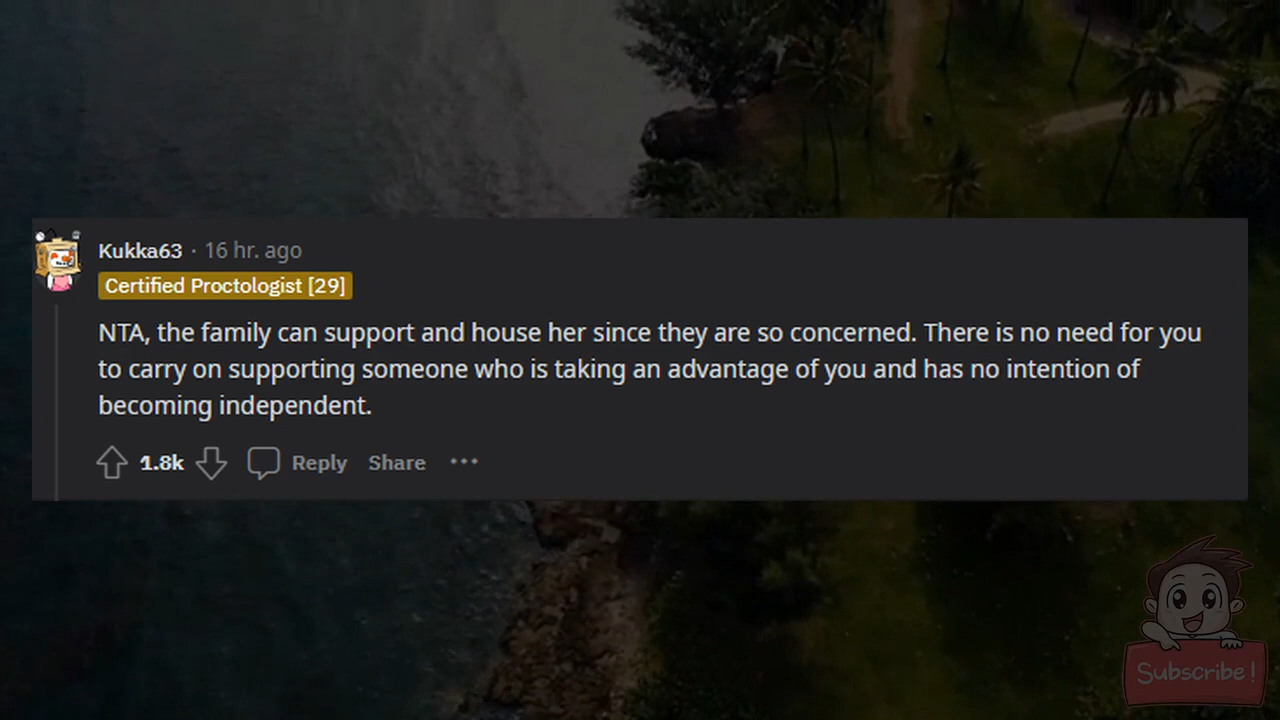 Kukka63 · 16 hr. ago
Certified Proctologist [29]
NTA, the family can support and house her since they are so concerned. There is no need for you
to carry on supporting someone who is taking an advantage of you and has no intention of
becoming independent.
1.8k Reply Share ···
Subscribe!